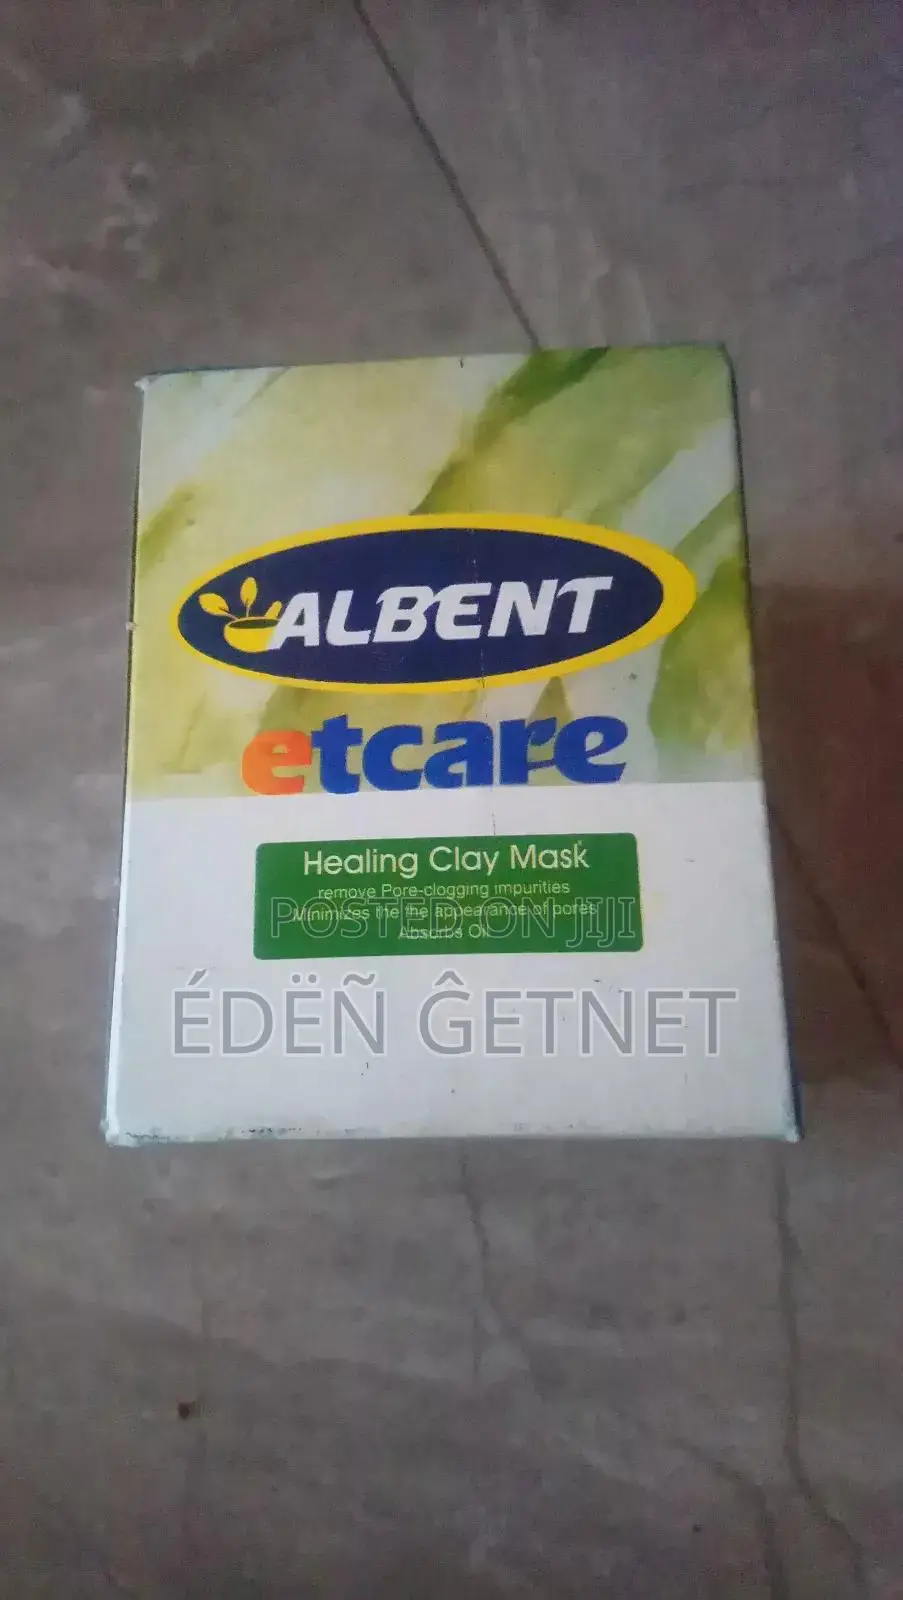 ALBENT
etcare
Healing Clay Mask
remove Pore-clogging impurities
Minimizes the the appearance of pores
Absorbs Oil
POSTED ON JIJI
ÉDËÑ ĜETNET